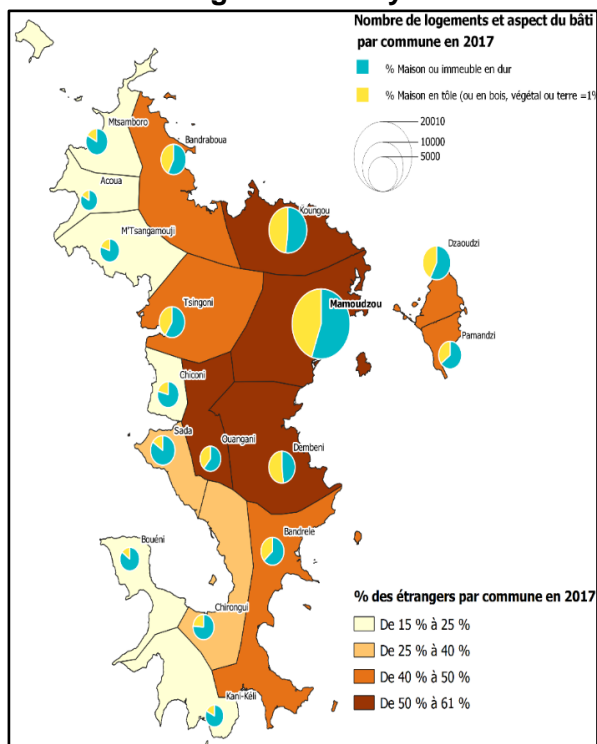 Nombre de logements et aspect du bâti
par commune en 2017
% Maison ou immeuble en dur
% Maison en tôle (ou en bois, végétal ou terre =1%
20010
10000
5000
Mtsamboro
Bandraboua
Acoua
Koungou
M'Tsangamouji
Dzaoudzi
Mamoudzou
Tsingoni
Pamandzi
Chiconi
Sada
Ouangani
Dembeni
Bouéni
Bandrele
Chirongui
Kani-Kéli
% des étrangers par commune en 2017
De 15 % à 25 %
De 25 % à 40 %
De 40 % à 50 %
De 50 % à 61 %